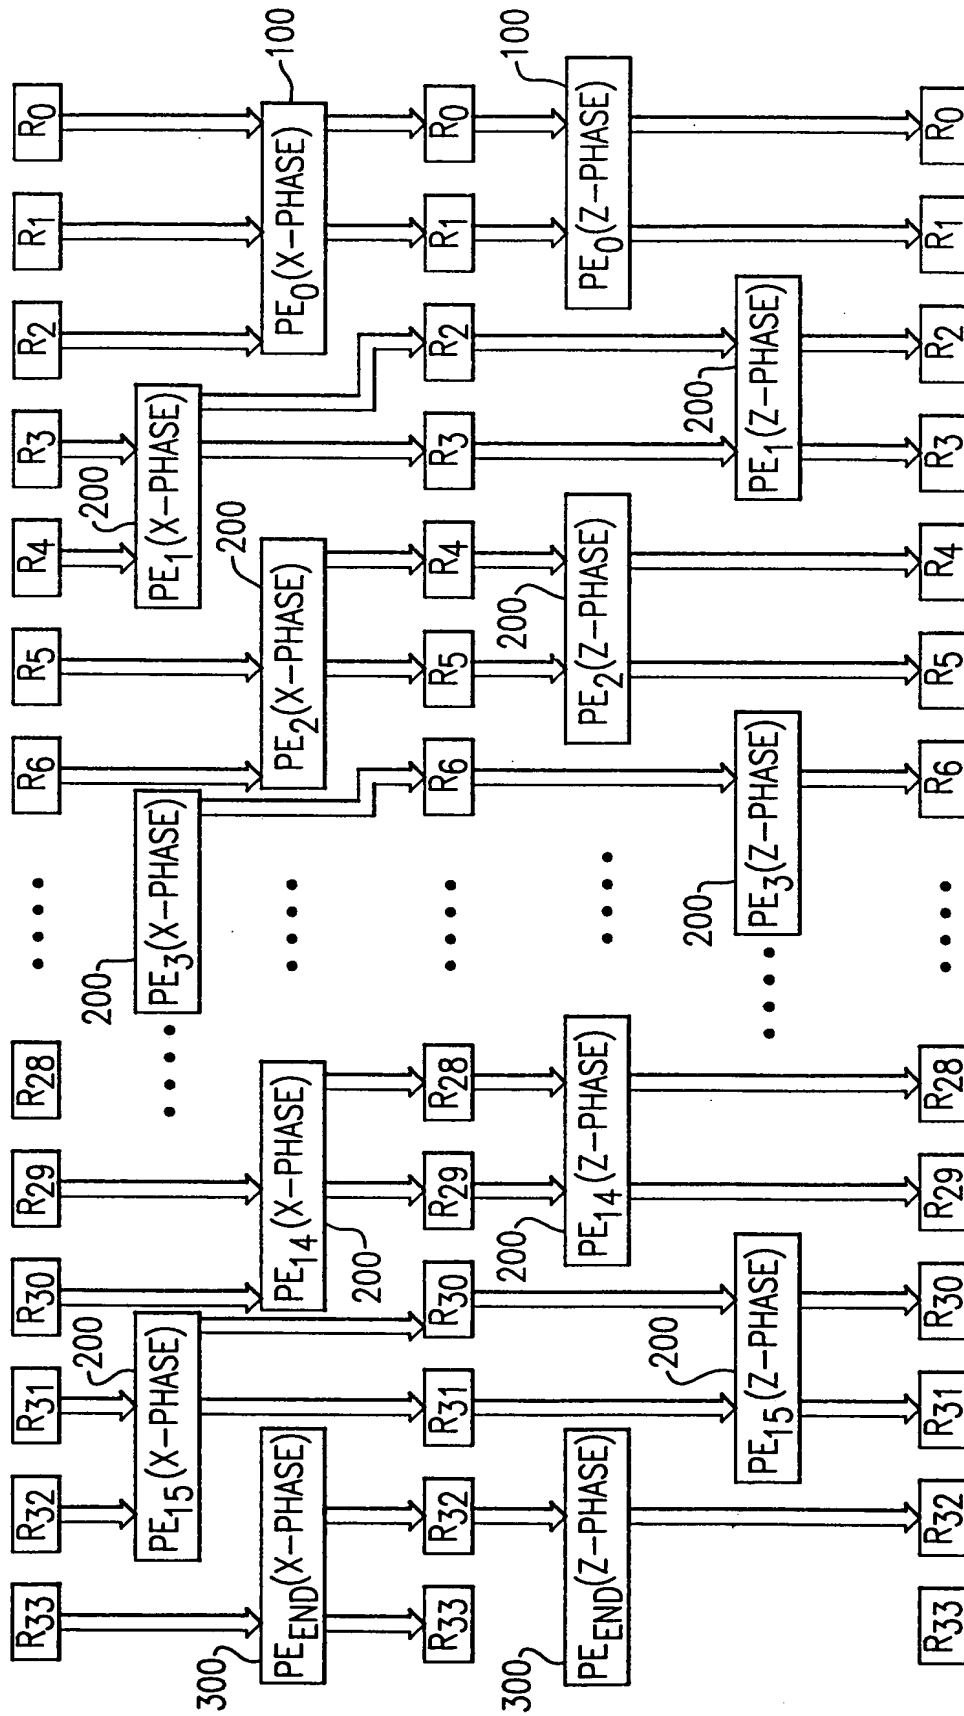 R33 R32 R31 R30 R29 R28 •••• R6 R5 R4 R3 R2 R1 R0
200 200 200
PE15(X-PHASE) •••• PE3(X-PHASE) PE1(X-PHASE)
300 200 100
PEEND(X-PHASE) PE14(X-PHASE) •••• PE2(X-PHASE) PE0(X-PHASE)
200
R33 R32 R31 R30 R29 R28 •••• R6 R5 R4 R3 R2 R1 R0
300 200 200 100
PEEND(Z-PHASE) PE14(Z-PHASE) •••• PE2(Z-PHASE) PE0(Z-PHASE)
200 200 200
PE15(Z-PHASE) •••• PE3(Z-PHASE) PE1(Z-PHASE)
R33 R32 R31 R30 R29 R28 •••• R6 R5 R4 R3 R2 R1 R0